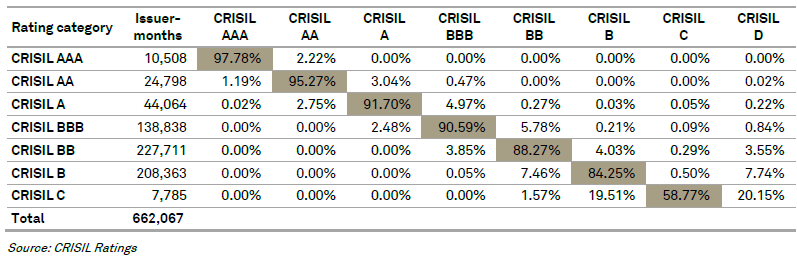 Rating category Issuer-months CRISIL AAA CRISIL AA CRISIL A CRISIL BBB CRISIL BB CRISIL B CRISIL C CRISIL D
CRISIL AAA 10,508 97.78% 2.22% 0.00% 0.00% 0.00% 0.00% 0.00% 0.00%
CRISIL AA 24,798 1.19% 95.27% 3.04% 0.47% 0.00% 0.00% 0.00% 0.02%
CRISIL A 44,064 0.02% 2.75% 91.70% 4.97% 0.27% 0.03% 0.05% 0.22%
CRISIL BBB 138,838 0.00% 0.00% 2.48% 90.59% 5.78% 0.21% 0.09% 0.84%
CRISIL BB 227,711 0.00% 0.00% 0.00% 3.85% 88.27% 4.03% 0.29% 3.55%
CRISIL B 208,363 0.00% 0.00% 0.00% 0.05% 7.46% 84.25% 0.50% 7.74%
CRISIL C 7,785 0.00% 0.00% 0.00% 0.00% 1.57% 19.51% 58.77% 20.15%
Total 662,067
Source: CRISIL Ratings